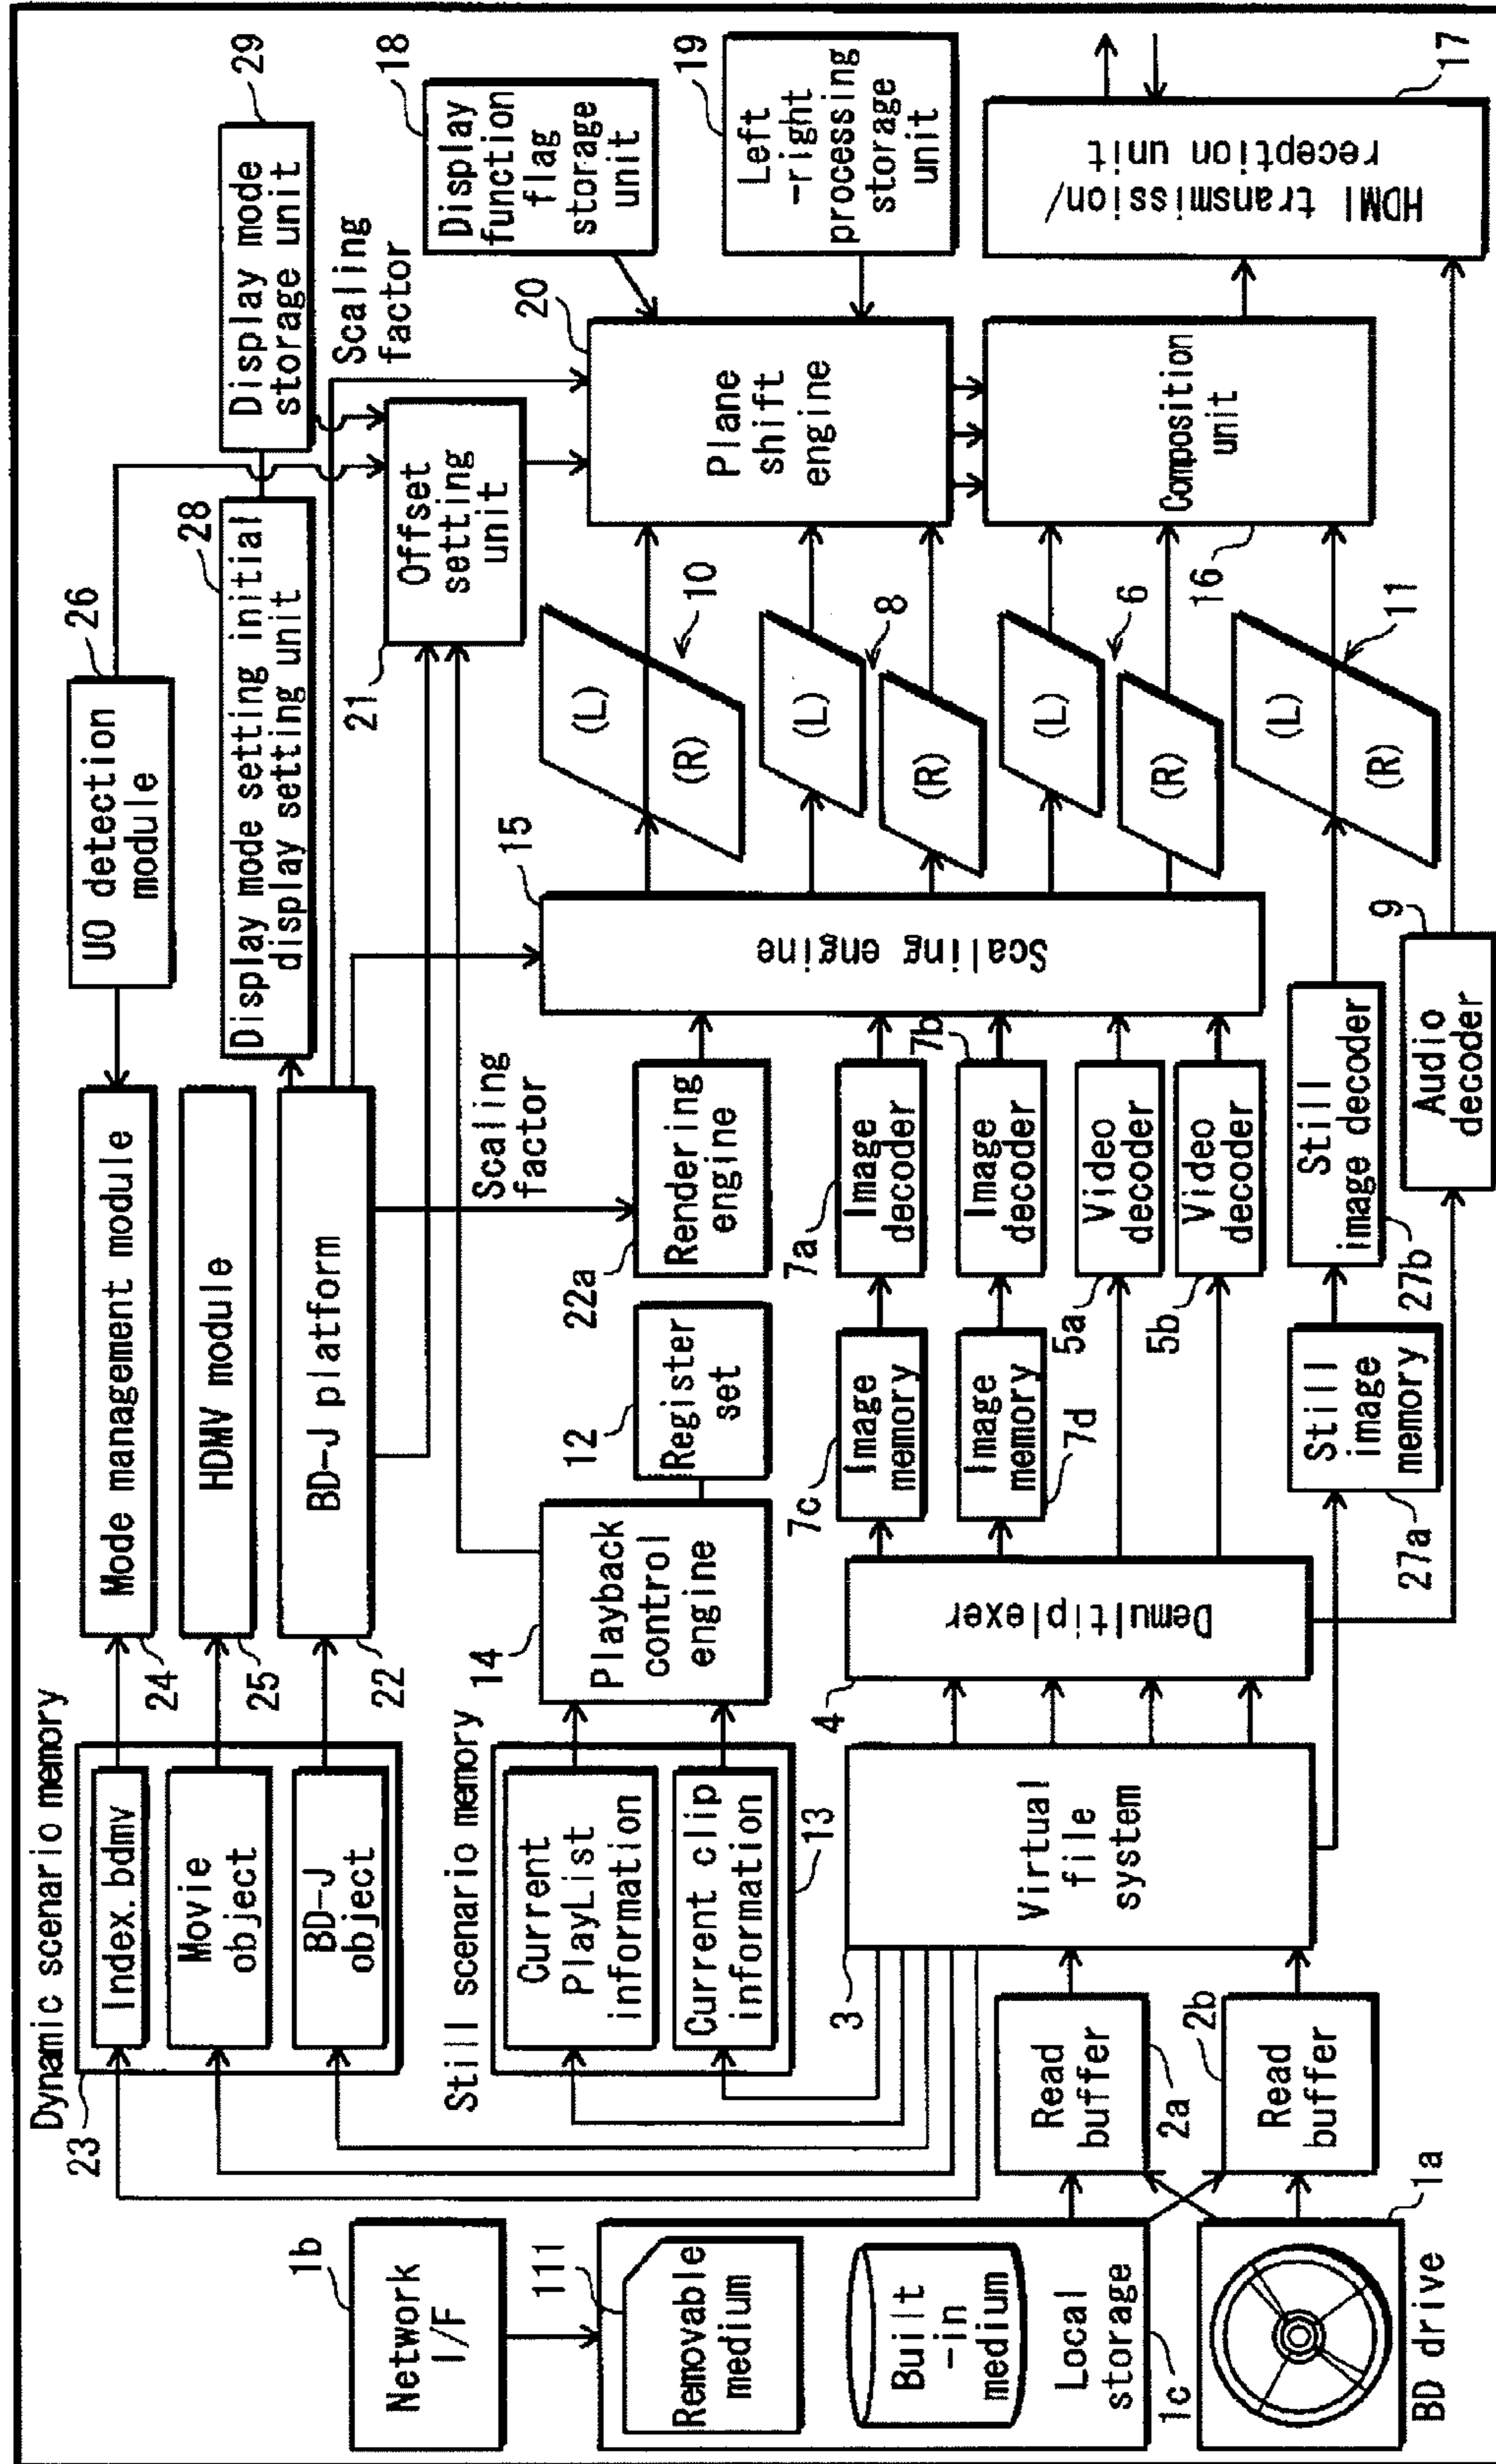 Dynamic scenario memory
23
Index.bdmv
Movie
object
BD-J
object
24
Mode management module
25
HDMV module
22
BD-J platform
26
UO detection
module
28
Display mode setting initial
display setting unit
29
Display mode
storage unit
Scaling
factor
18
Display
function
flag
storage
unit
19
Left
-right
processing
storage
unit
21
Offset
setting
unit
20
Plane
shift
engine
Composition
unit
16
HDMI transmission/
reception unit
17
1b
Network
I/F
111
Removable
medium
Built
-in
medium
Local
storage
1c
BD drive
1a
Read
buffer
2a
2b
Read
buffer
3
Virtual
file
system
Still scenario memory
Current
PlayList
information
Current clip
information
13
14
Playback
control
engine
12
Register
set
Scaling
factor
22a
Rendering
engine
4
Demultiplexer
7c
Image
memory
Image
memory
7d
7a
Image
decoder
7b
Image
decoder
5a
Video
decoder
5b
Video
decoder
27a
Still
image
memory
Still
image decoder
27b
9
Audio
decoder
15
Scaling engine
(L)
(R)
10
(L)
(R)
8
(L)
(R)
6
(L)
(R)
11